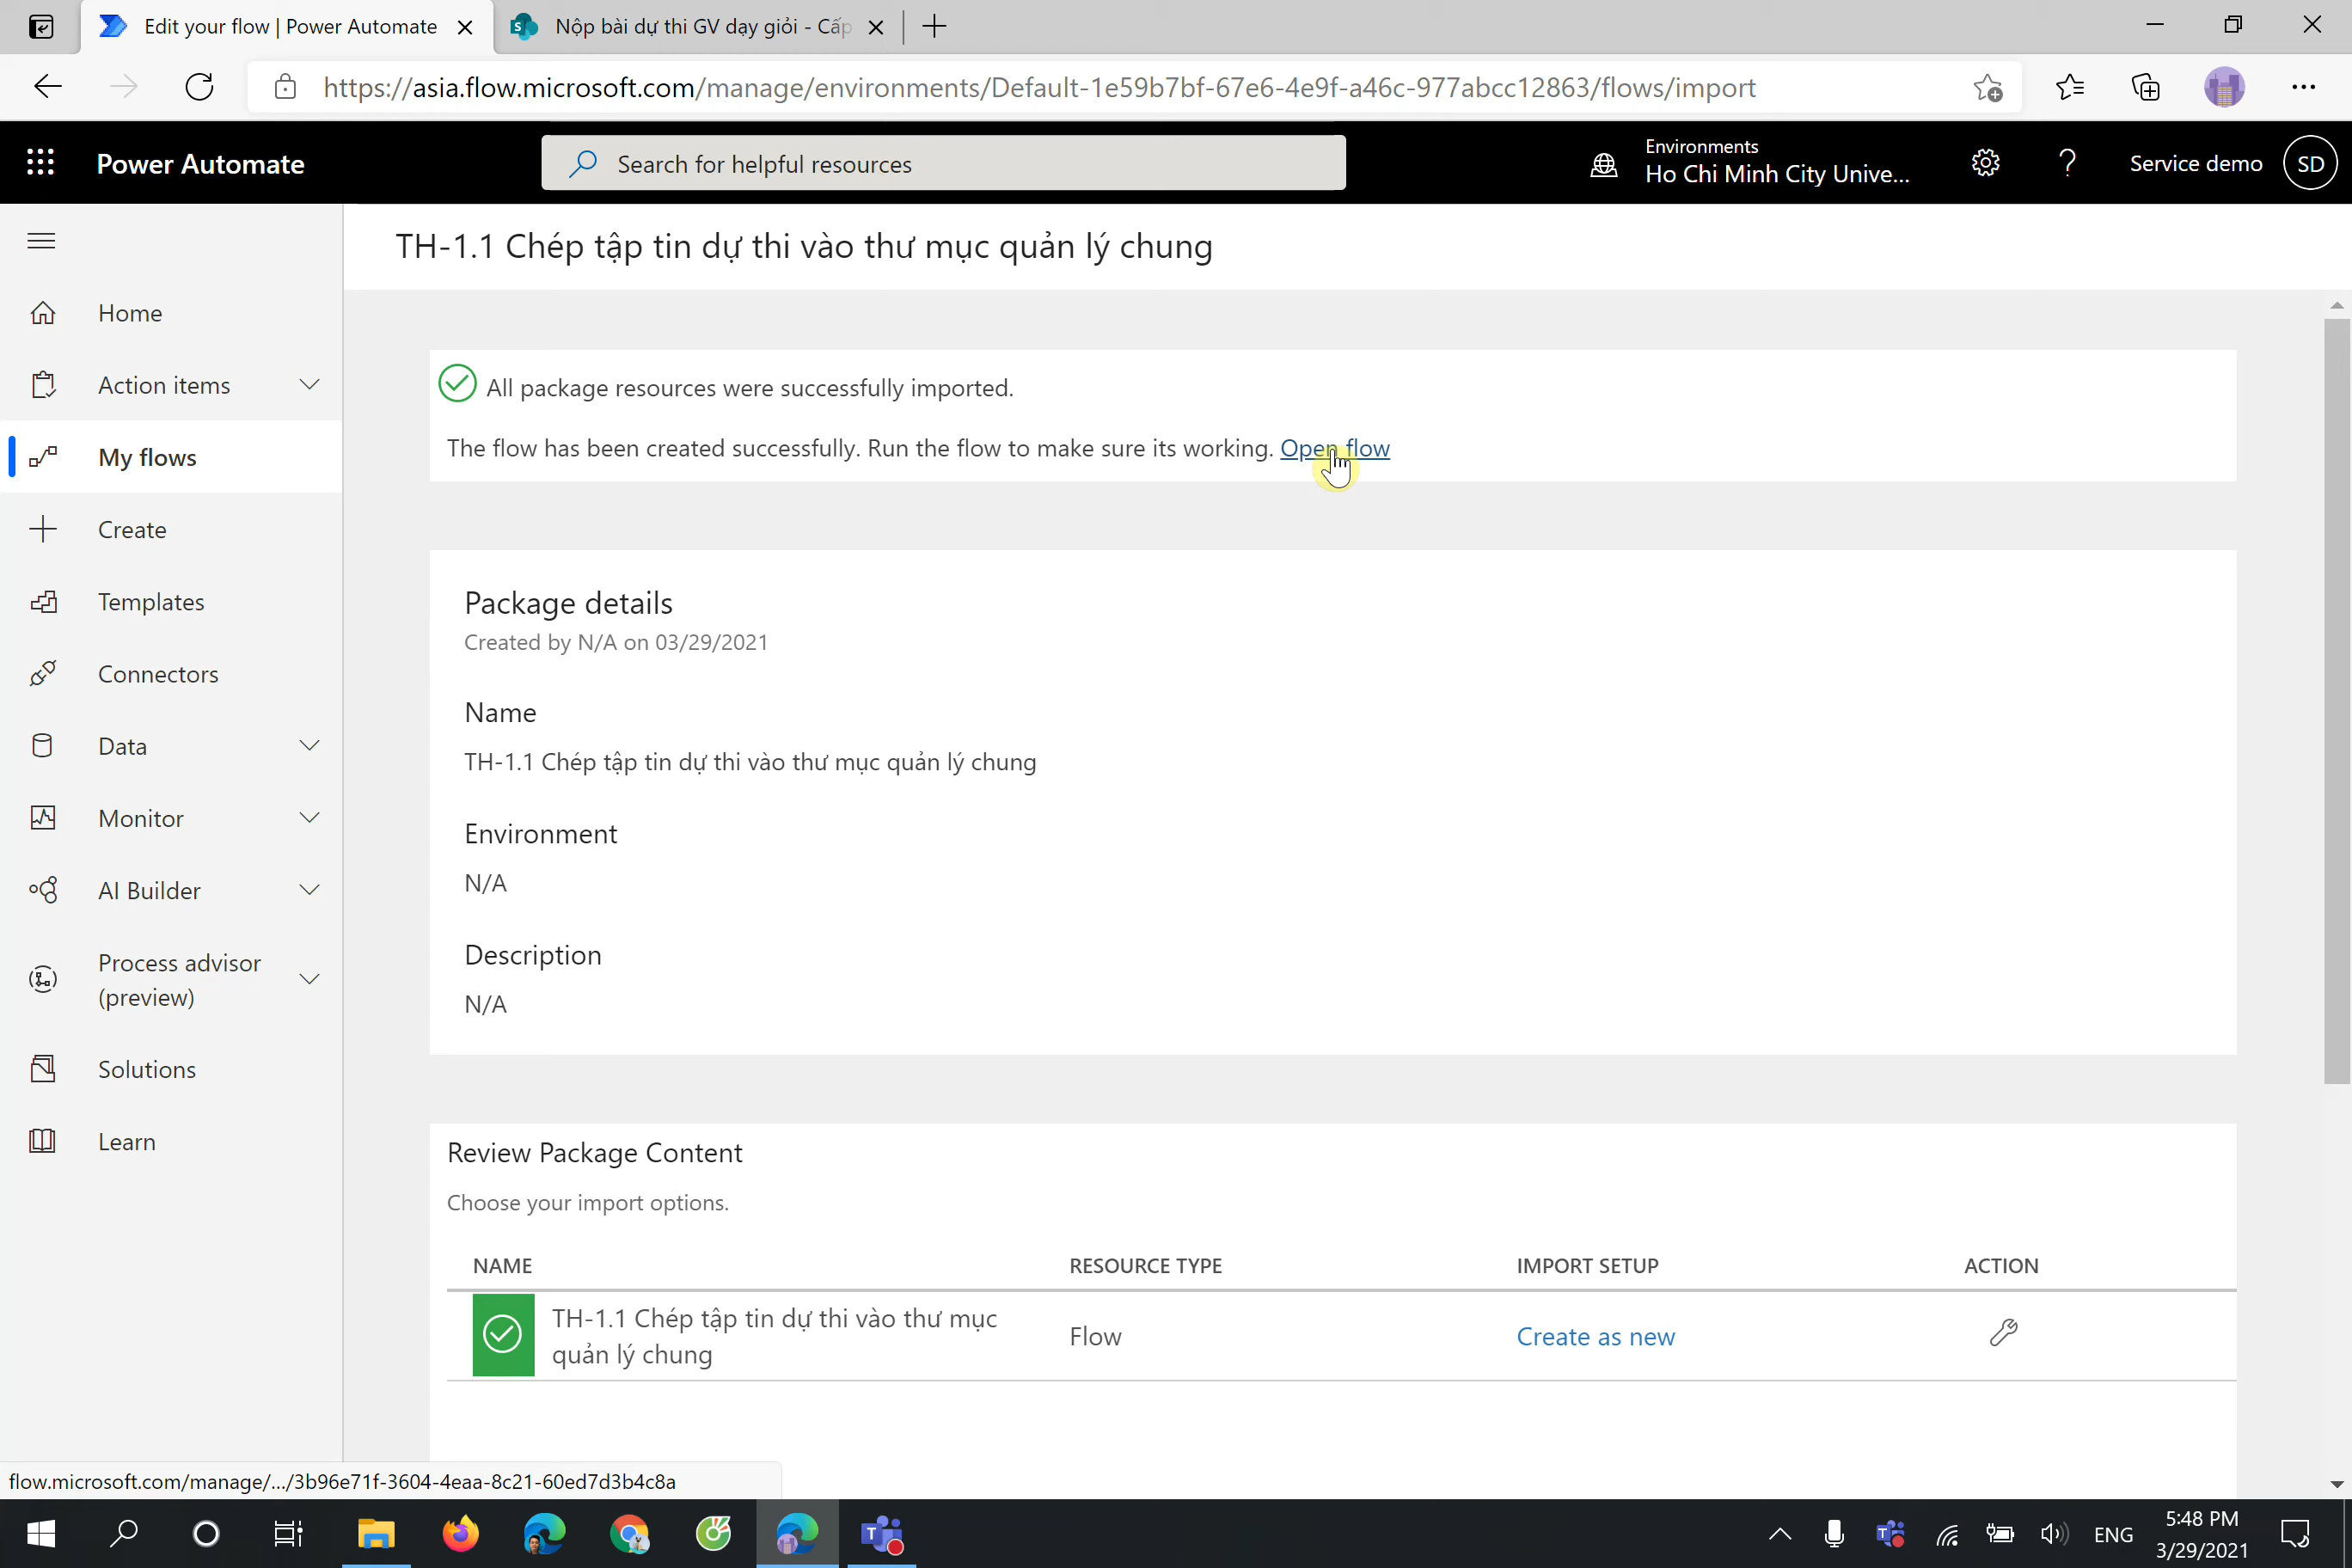 Edit your flow | Power Automate
Nộp bài dự thi GV dạy giỏi - Cấp
https://asia.flow.microsoft.com/manage/environments/Default-1e59b7bf-67e6-4e9f-a46c-977abcc12863/flows/import
Power Automate
Search for helpful resources
Environments
Ho Chi Minh City Unive...
Service demo
SD
TH-1.1 Chép tập tin dự thi vào thư mục quản lý chung
Home
Action items
My flows
Create
Templates
Connectors
Data
Monitor
AI Builder
Process advisor
(preview)
Solutions
Learn
All package resources were successfully imported.
The flow has been created successfully. Run the flow to make sure its working. Open flow
Package details
Created by N/A on 03/29/2021
Name
TH-1.1 Chép tập tin dự thi vào thư mục quản lý chung
Environment
N/A
Description
N/A
Review Package Content
Choose your import options.
NAME RESOURCE TYPE IMPORT SETUP ACTION
TH-1.1 Chép tập tin dự thi vào thư mục
quản lý chung
Flow
Create as new
flow.microsoft.com/manage/.../3b96e71f-3604-4eaa-8c21-60ed7d3b4c8a
ENG
5:48 PM
3/29/2021